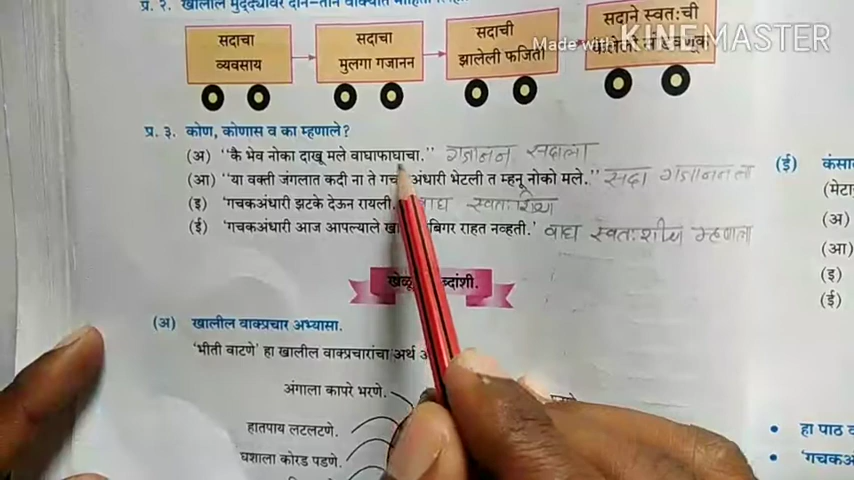 प्र. २. खालील मुद्द्यांवर दोन-तीन वाक्यांत माहिती
सदाचा व्यवसाय
सदाचा मुलगा गजानन
सदाची झालेली फजिती
सदाने स्वतःची
Made with KINEMASTER
प्र. ३. कोण, कोणास व का म्हणाले?
(अ) "कै भेव नोका दाखू मले वाघाफाघाचा." गजानन सदाला
(आ) "या वक्ती जंगलात कदी ना ते गचकअंधारी भेटली त म्हनू नोको मले." सदा गजाननला
(इ) 'गचकअंधारी झटके देऊन रायली. वाघ स्वतःशीच
(ई) 'गचकअंधारी आज आपल्याले बिगर राहत नव्हती.' वाघ स्वतःशीच म्हणाला
खेळू
(अ) खालील वाक्प्रचार अभ्यासा.
'भीती वाटणे' हा खालील वाक्प्रचारांचा अर्थ
अंगाला कापरे भरणे.
हातपाय लटलटणे.
घशाला कोरड पडणे.
(ई) कंसात
(मेटा
(अ)
(आ)
(इ)
(ई)
• हा पाठ
• 'गचकअं